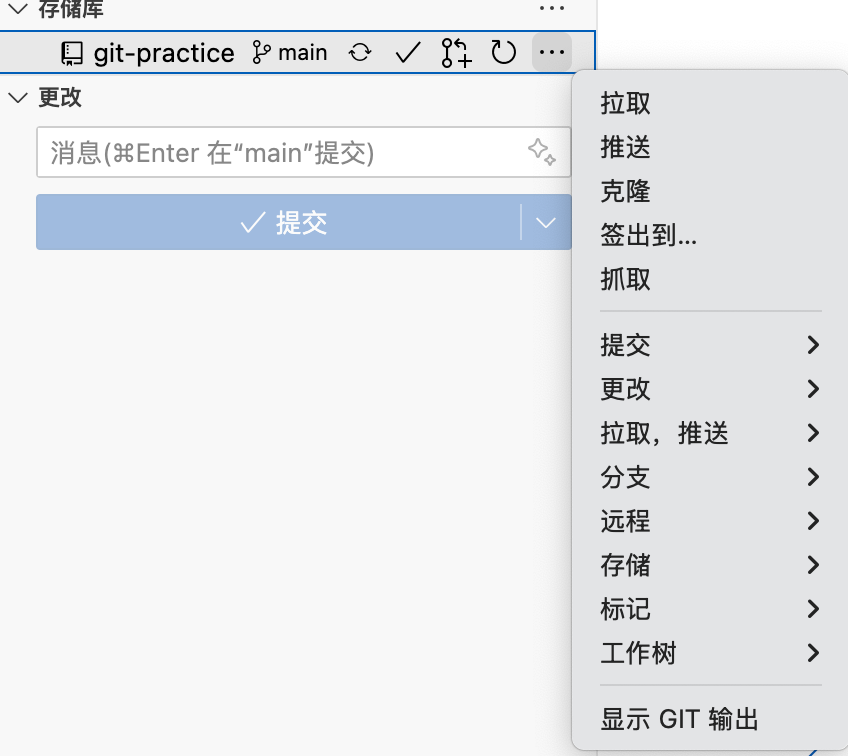 存储库
git-practice main
更改
消息(⌘Enter 在“main”提交)
提交
拉取
推送
克隆
签出到...
抓取
提交
更改
拉取，推送
分支
远程
存储
标记
工作树
显示 GIT 输出